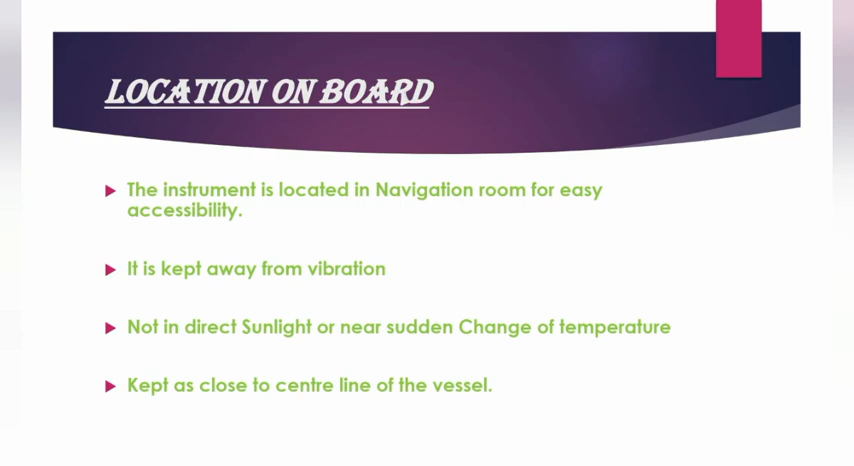 LOCATION ON BOARD
The instrument is located in Navigation room for easy
accessibility.
It is kept away from vibration
Not in direct Sunlight or near sudden Change of temperature
Kept as close to centre line of the vessel.